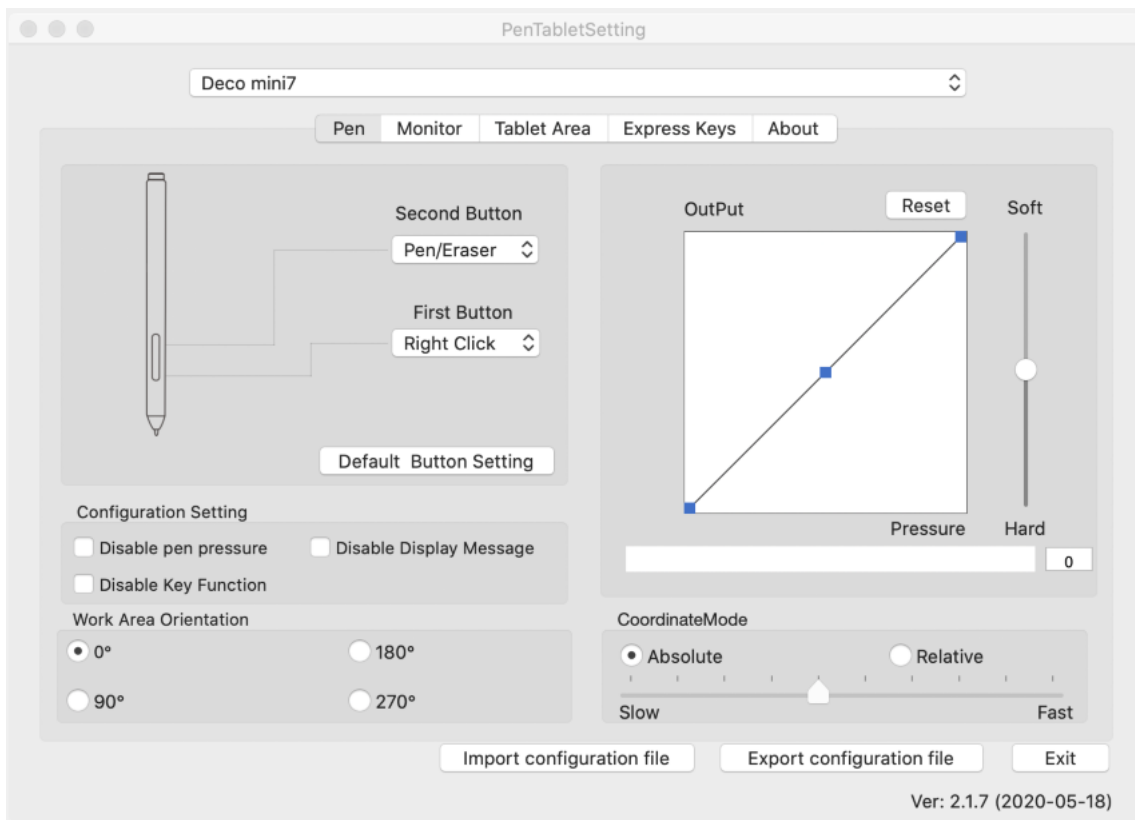 PenTabletSetting
Deco mini7
Pen Monitor Tablet Area Express Keys About
Second Button
Pen/Eraser
First Button
Right Click
Default Button Setting
OutPut
Reset
Soft
Pressure
Hard
0
Configuration Setting
Disable pen pressure
Disable Display Message
Disable Key Function
Work Area Orientation
0°
180°
90°
270°
CoordinateMode
Absolute
Relative
Slow
Fast
Import configuration file
Export configuration file
Exit
Ver: 2.1.7 (2020-05-18)